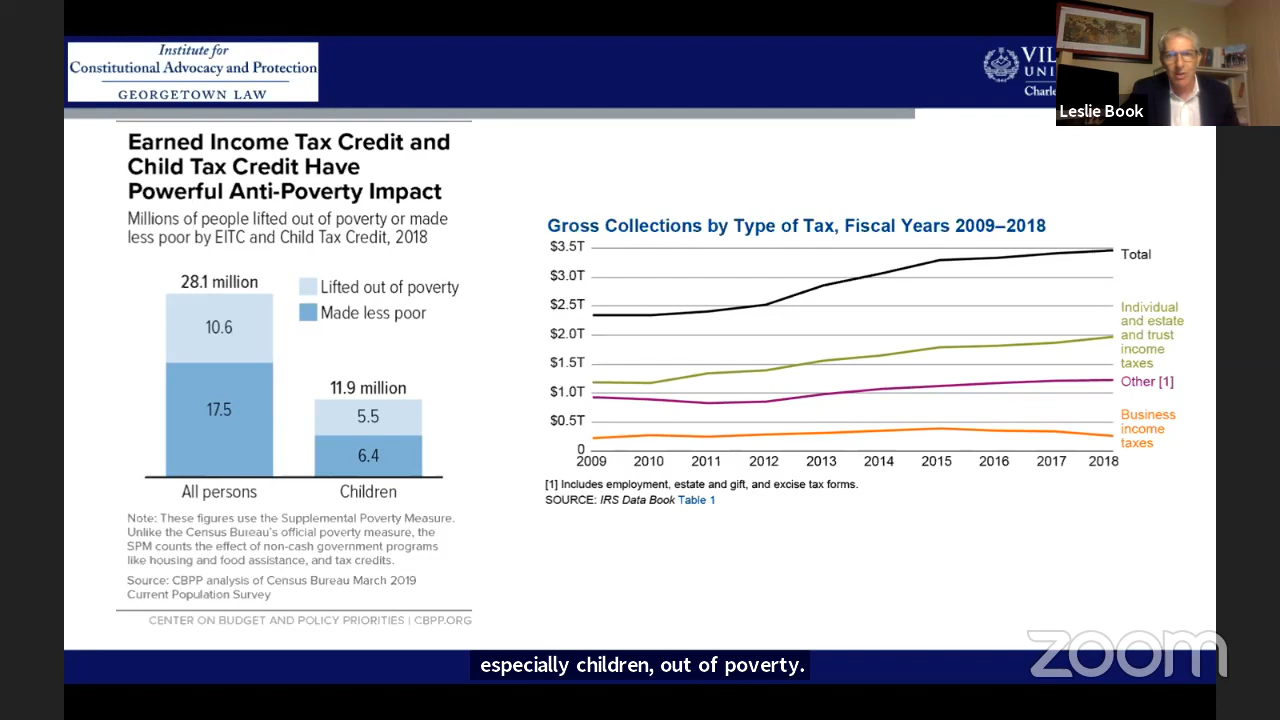 Institute for
Constitutional Advocacy and Protection
GEORGETOWN LAW
Leslie Book
Earned Income Tax Credit and
Child Tax Credit Have
Powerful Anti-Poverty Impact
Millions of people lifted out of poverty or made
less poor by EITC and Child Tax Credit, 2018
28.1 million
Lifted out of poverty
Made less poor
10.6
17.5
11.9 million
5.5
6.4
All persons
Children
Note: These figures use the Supplemental Poverty Measure.
Unlike the Census Bureau's official poverty measure, the
SPM counts the effect of non-cash government programs
like housing and food assistance, and tax credits.
Source: CBPP analysis of Census Bureau March 2019
Current Population Survey
CENTER ON BUDGET AND POLICY PRIORITIES | CBPP.ORG
Gross Collections by Type of Tax, Fiscal Years 2009–2018
$3.5T
$3.0T
$2.5T
$2.0T
$1.5T
$1.0T
$0.5T
0
2009 2010 2011 2012 2013 2014 2015 2016 2017 2018
Total
Individual
and estate
and trust
income
taxes
Other [1]
Business
income
taxes
[1] Includes employment, estate and gift, and excise tax forms.
SOURCE: IRS Data Book Table 1
especially children, out of poverty.
zoom